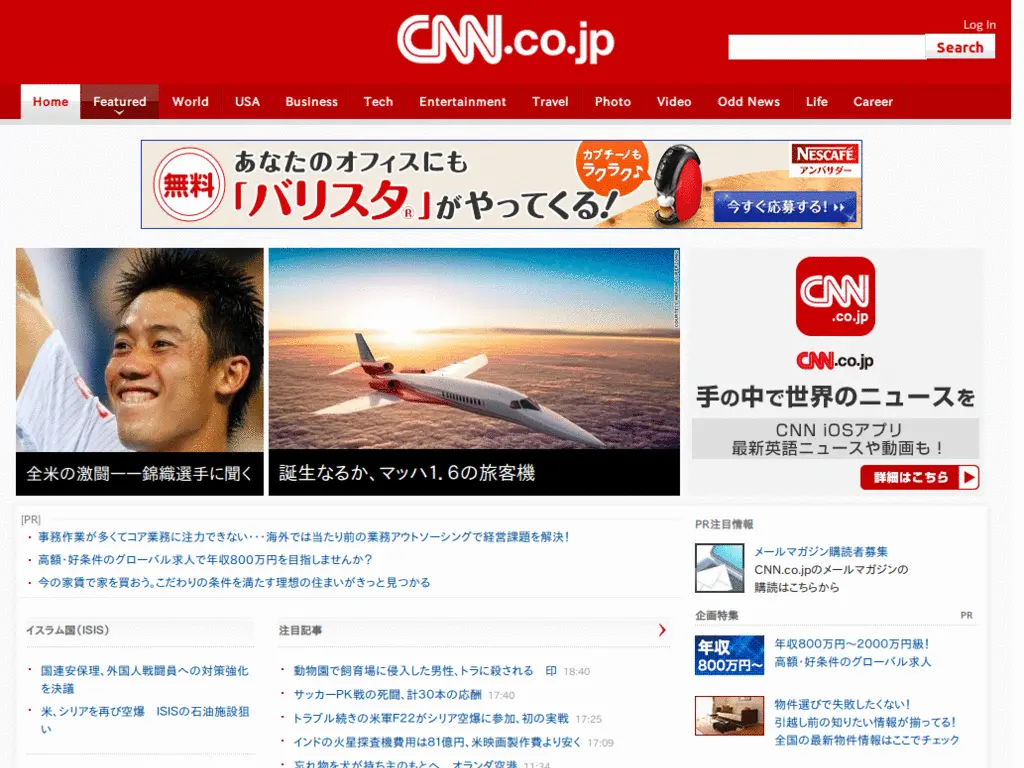 CNN.co.jp
Log In
Search
Home
Featured
World
USA
Business
Tech
Entertainment
Travel
Photo
Video
Odd News
Life
Career
無料
あなたのオフィスにも
「バリスタ®」がやってくる!
カプチーノも
ラクラク♪
NESCAFÉ
アンバサダー
今すぐ応募する!
全米の激闘ーー錦織選手に聞く
誕生なるか、マッハ1.6の旅客機
CNN
.co.jp
CNN.co.jp
手の中で世界のニュースを
CNN iOSアプリ
最新英語ニュースや動画も!
詳細はこちら
[PR]
・事務作業が多くてコア業務に注力できない・・・海外では当たり前の業務アウトソーシングで経営課題を解決!
・高額・好条件のグローバル求人で年収800万円を目指しませんか?
・今の家賃で家を買おう。こだわりの条件を満たす理想の住まいがきっと見つかる
PR注目情報
メールマガジン購読者募集
CNN.co.jpのメールマガジンの
購読はこちらから
企画特集
PR
年収
800万円〜
年収800万円〜2000万円級!
高額・好条件のグローバル求人
物件選びで失敗したくない!
引越し前の知りたい情報が揃ってる!
全国の最新物件情報はここでチェック
イスラム国(ISIS)
・国連安保理、外国人戦闘員への対策強化
を決議
・米、シリアを再び空爆 ISISの石油施設狙
い
注目記事
・動物園で飼育場に侵入した男性、トラに殺される 印 18:40
・サッカーPK戦の死闘、計30本の応酬 17:40
・トラブル続きの米軍F22がシリア空爆に参加、初の実戦 17:25
・インドの火星探査機費用は81億円、米映画製作費より安く 17:09
・忘れ物を犬が持ち主のもとへ オランダ空港 11:34